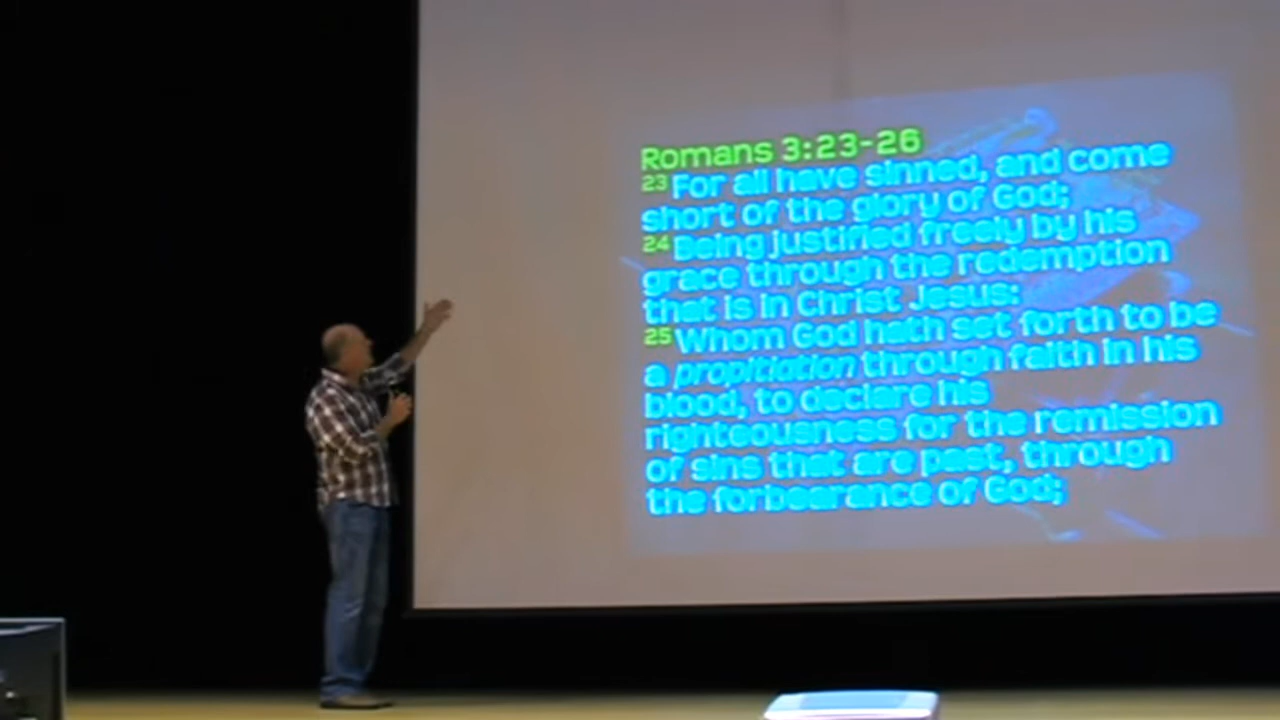 Romans 3:23-26
23 For all have sinned, and come
short of the glory of God;
24 Being justified freely by his
grace through the redemption
that is in Christ Jesus:
25 Whom God hath set forth to be
a propitiation through faith in his
blood, to declare his
righteousness for the remission
of sins that are past, through
the forbearance of God;